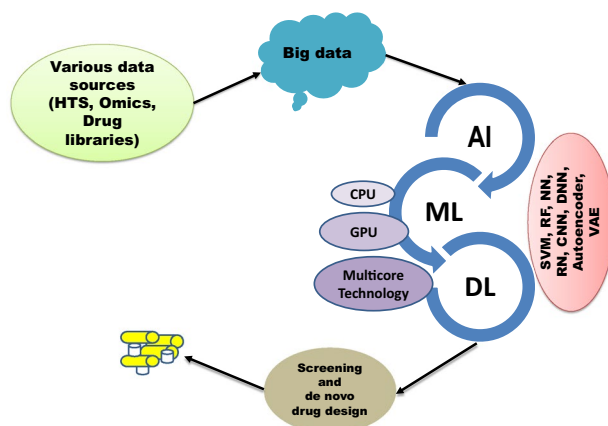 Various data
sources
(HTS, Omics,
Drug
libraries)
Big data
AI
ML
DL
CPU
GPU
Multicore
Technology
SVM, RF, NN,
RN, CNN, DNN,
Autoencoder,
VAE
Screening
and
de novo
drug design